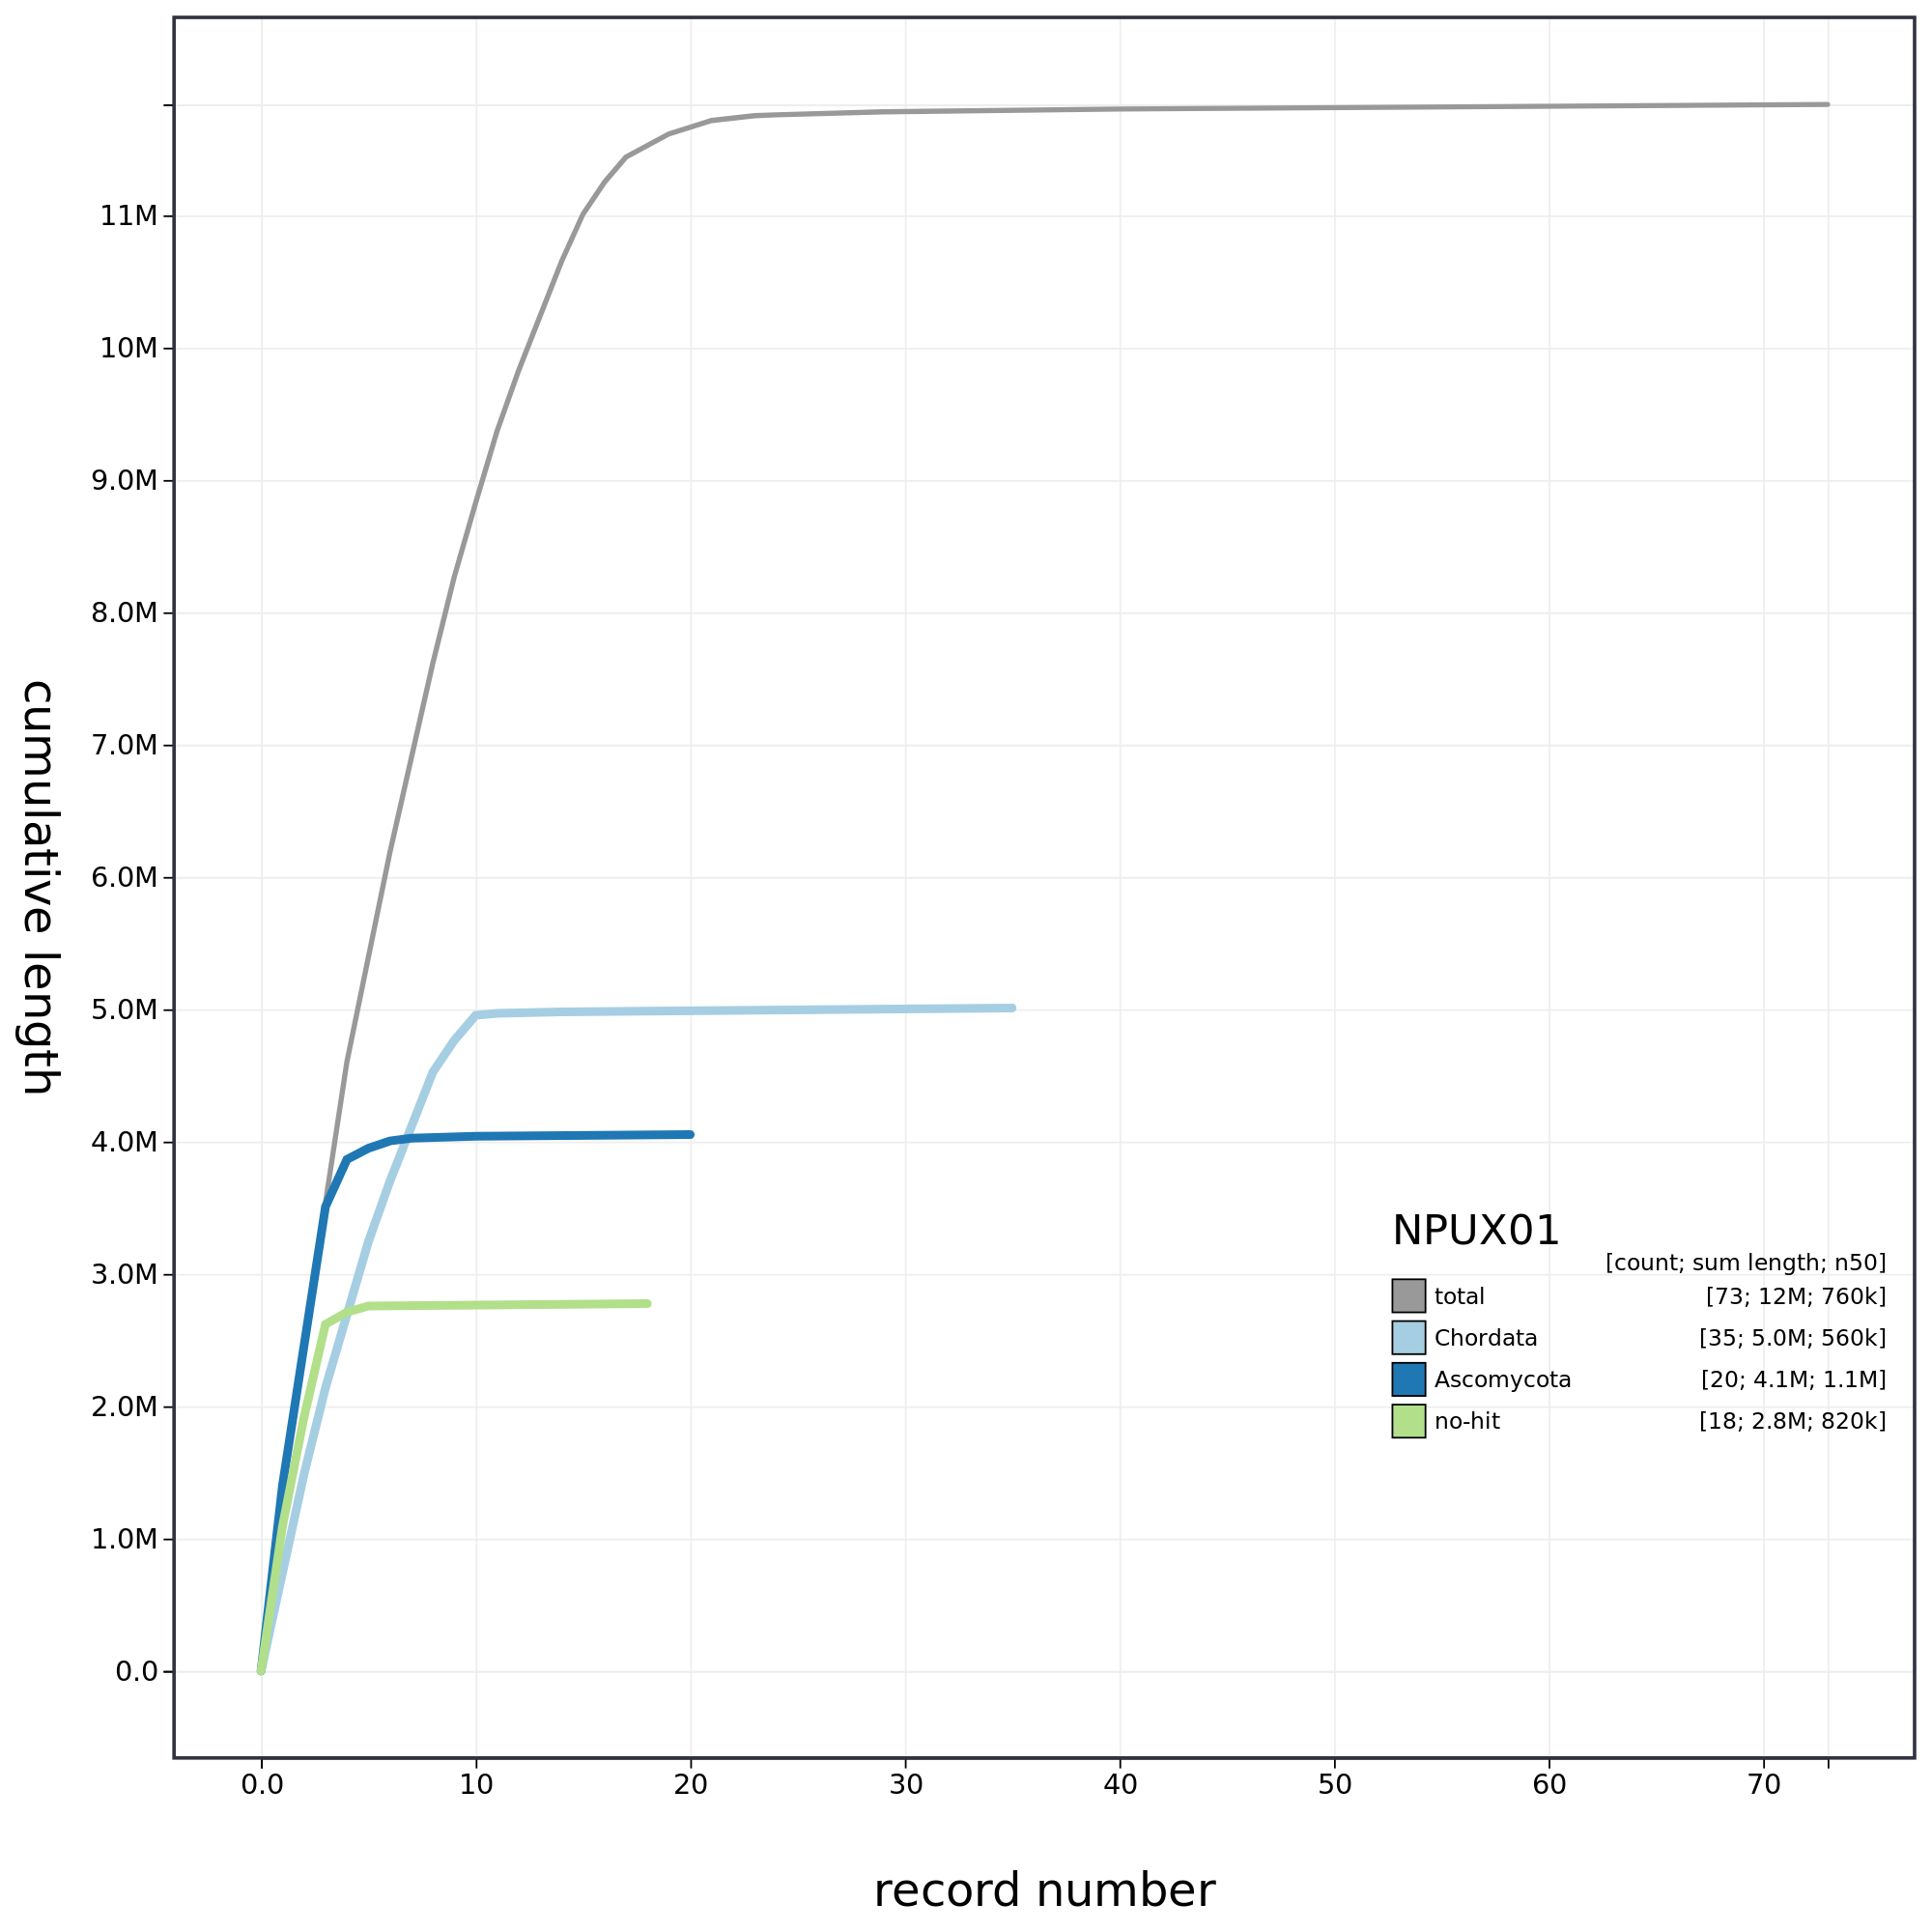 cumulative length
11M
10M
9.0M
8.0M
7.0M
6.0M
5.0M
4.0M
3.0M
2.0M
1.0M
0.0
NPUX01
[count; sum length; n50]
total [73; 12M; 760k]
Chordata [35; 5.0M; 560k]
Ascomycota [20; 4.1M; 1.1M]
no-hit [18; 2.8M; 820k]
0.0 10 20 30 40 50 60 70
record number